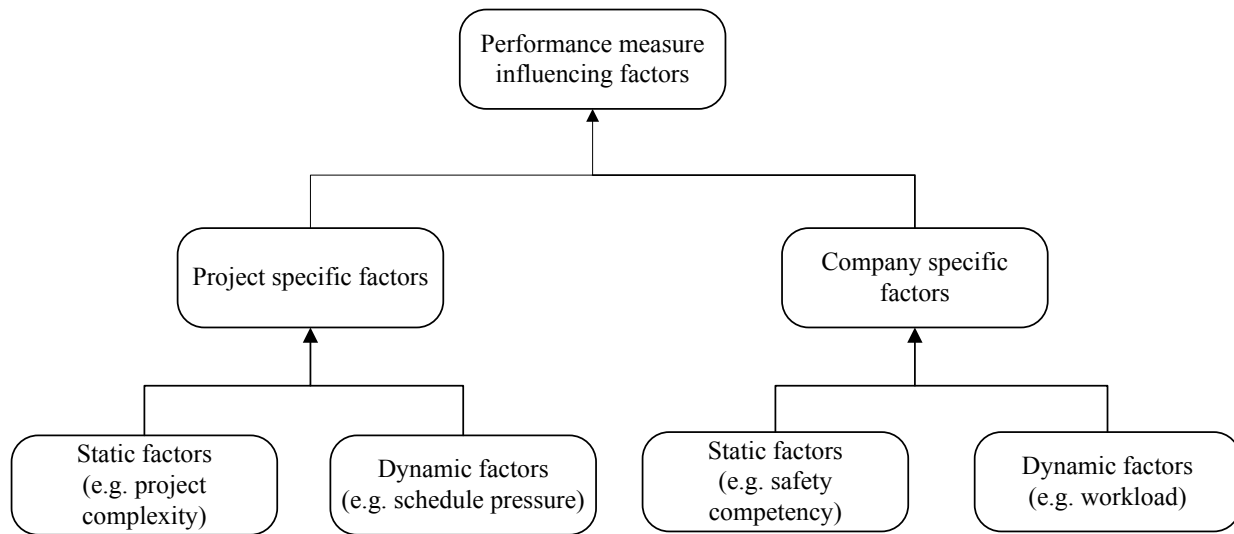 Performance measure
influencing factors
Project specific factors
Company specific
factors
Static factors
(e.g. project
complexity)
Dynamic factors
(e.g. schedule pressure)
Static factors
(e.g. safety
competency)
Dynamic factors
(e.g. workload)